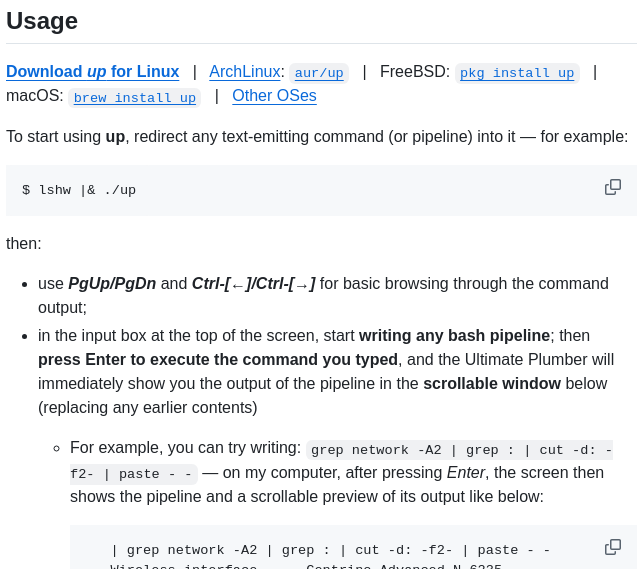 Usage
Download up for Linux | ArchLinux: aur/up | FreeBSD: pkg install up |
macOS: brew install up | Other OSes
To start using up, redirect any text-emitting command (or pipeline) into it — for example:
$ lshw |& ./up
then:
use PgUp/PgDn and Ctrl-[←]/Ctrl-[→] for basic browsing through the command
output;
in the input box at the top of the screen, start writing any bash pipeline; then
press Enter to execute the command you typed, and the Ultimate Plumber will
immediately show you the output of the pipeline in the scrollable window below
(replacing any earlier contents)
For example, you can try writing: grep network -A2 | grep : | cut -d: -
f2- | paste - - — on my computer, after pressing Enter, the screen then
shows the pipeline and a scrollable preview of its output like below:
| grep network -A2 | grep : | cut -d: -f2- | paste - -
Wireless interface Centrino Advanced-N 6235